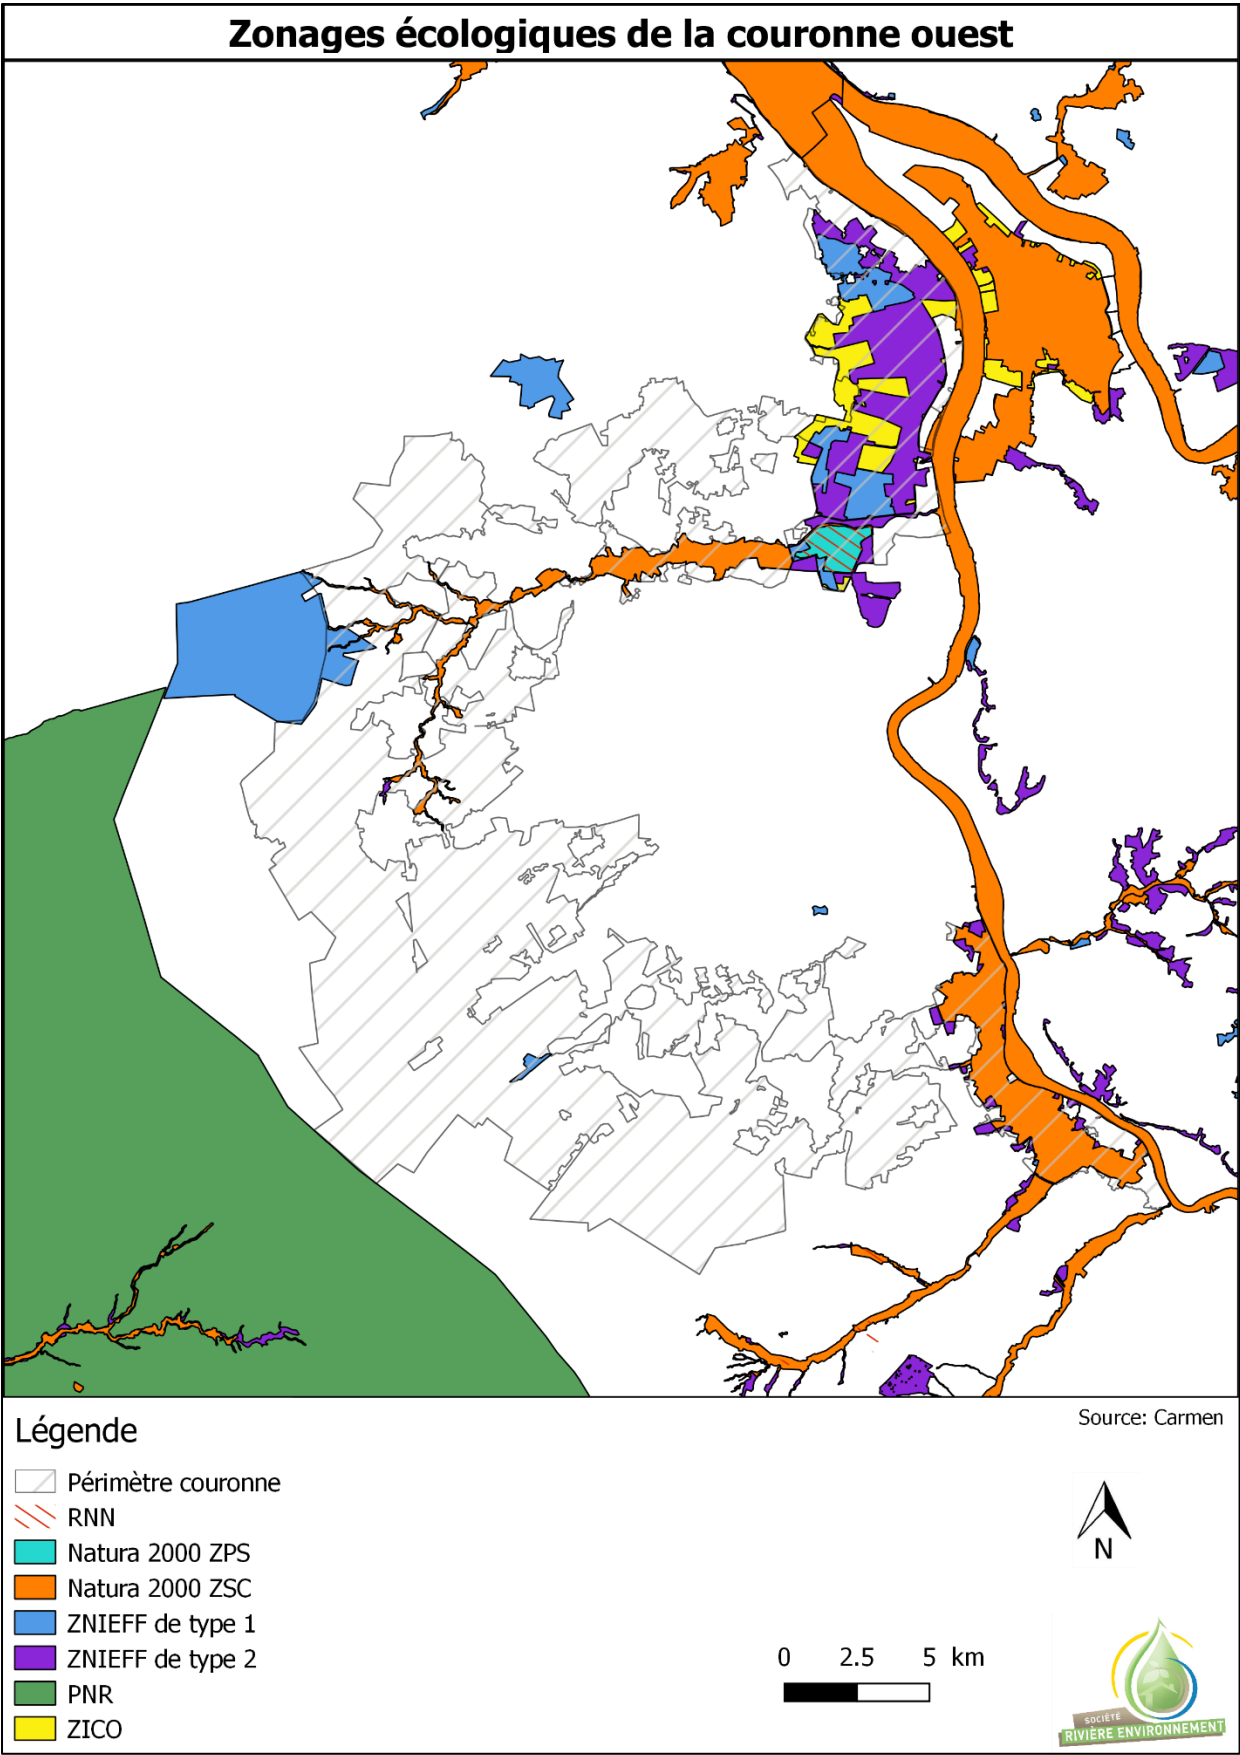 Zonages écologiques de la couronne ouest
Légende
Source: Carmen
Périmètre couronne
RNN
Natura 2000 ZPS
Natura 2000 ZSC
ZNIEFF de type 1
ZNIEFF de type 2
PNR
ZICO
N
0 2.5 5 km
SOCIÉTÉ
RIVIÈRE ENVIRONNEMENT